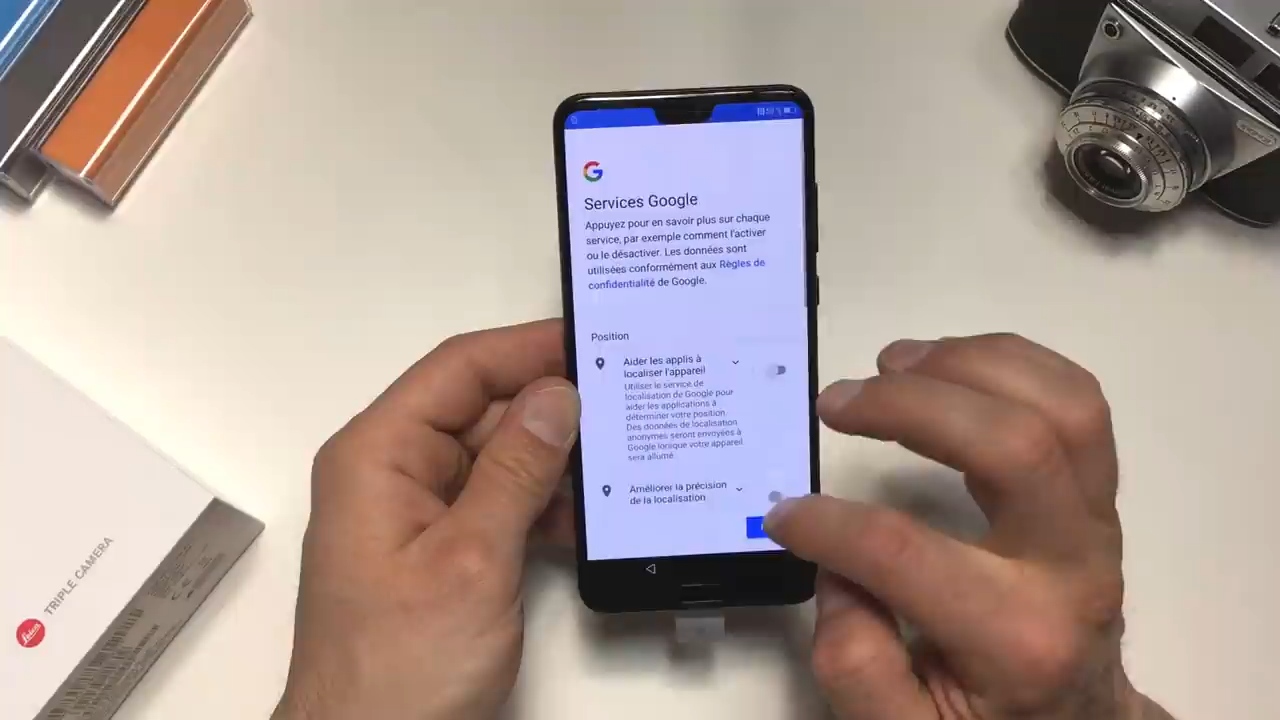 Services Google
Appuyez pour en savoir plus sur chaque
service, par exemple comment l'activer
ou le désactiver. Les données sont
utilisées conformément aux Règles de
confidentialité de Google.
Position
Aider les applis à
localiser l'appareil
Utiliser le service de
localisation de Google pour
aider les applications à
déterminer votre position.
Des données de localisation
anonymes seront envoyées à
Google lorsque votre appareil
sera allumé.
Améliorer la précision
de la localisation
Leica
TRIPLE CAMERA